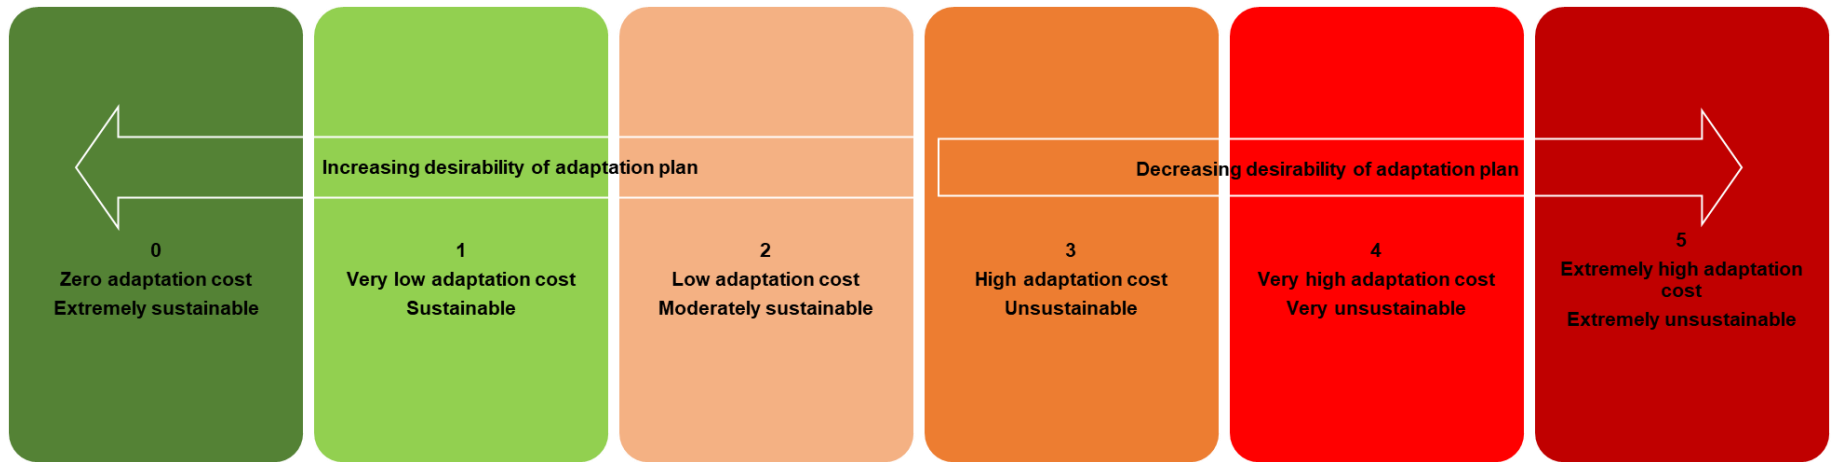 Increasing desirability of adaptation plan
Decreasing desirability of adaptation plan
0
Zero adaptation cost
Extremely sustainable
1
Very low adaptation cost
Sustainable
2
Low adaptation cost
Moderately sustainable
3
High adaptation cost
Unsustainable
4
Very high adaptation cost
Very unsustainable
5
Extremely high adaptation
cost
Extremely unsustainable